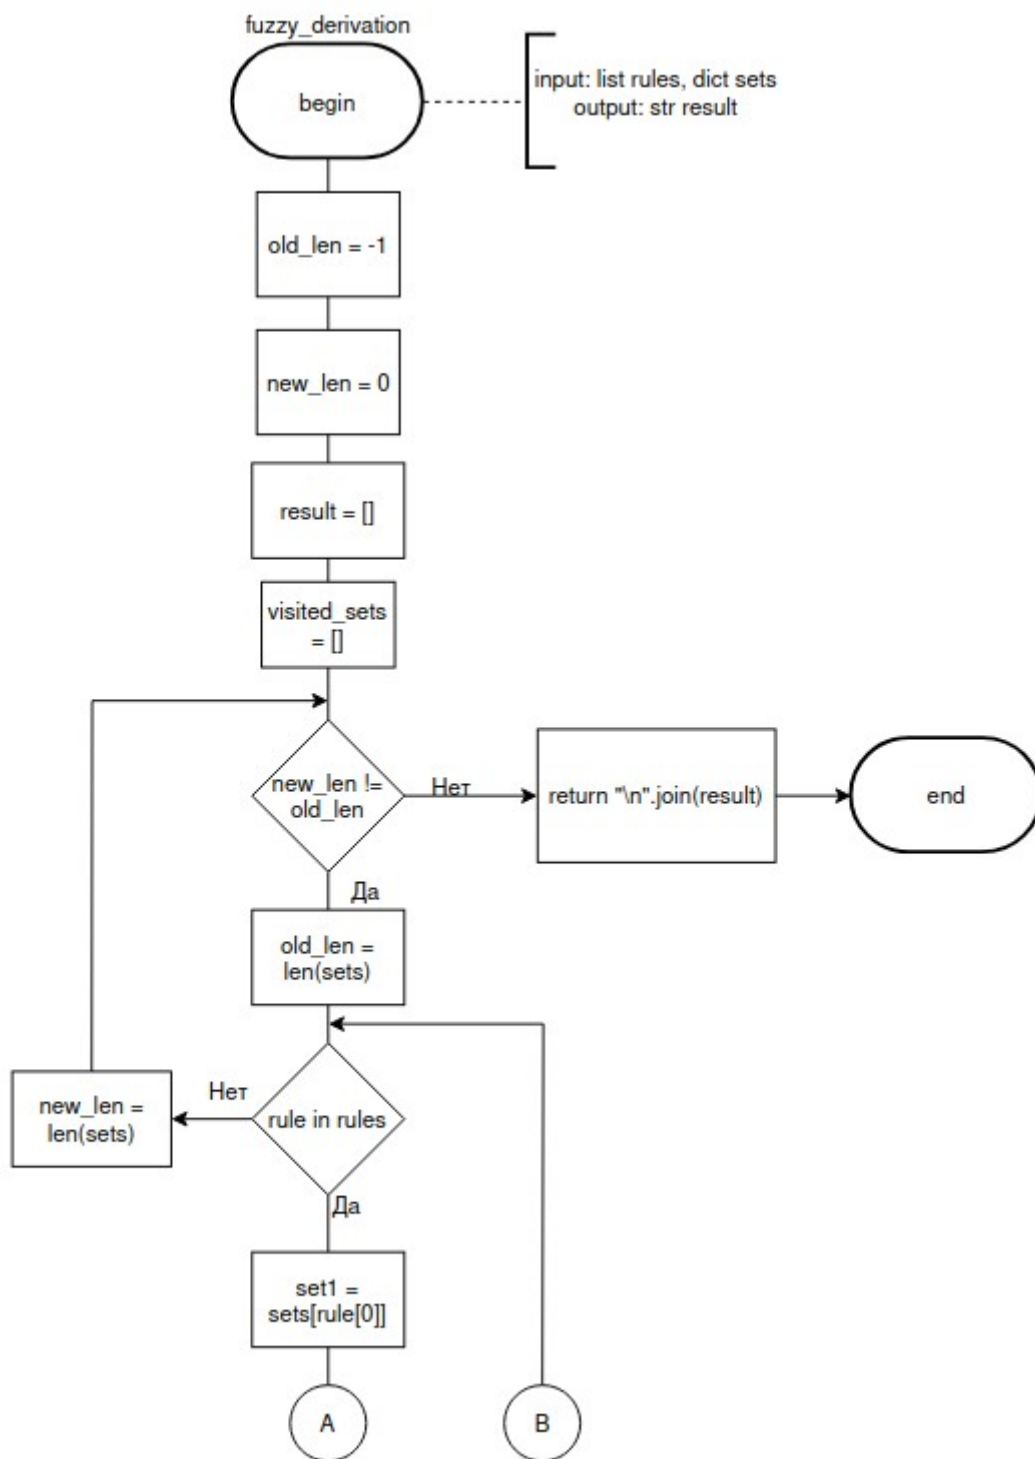 fuzzy_derivation
begin
input: list rules, dict sets
output: str result
old_len = -1
new_len = 0
result = []
visited_sets
= []
new_len !=
old_len
Нет
return "\n".join(result)
end
Да
old_len =
len(sets)
new_len =
len(sets)
Нет
rule in rules
Да
set1 =
sets[rule[0]]
A
B